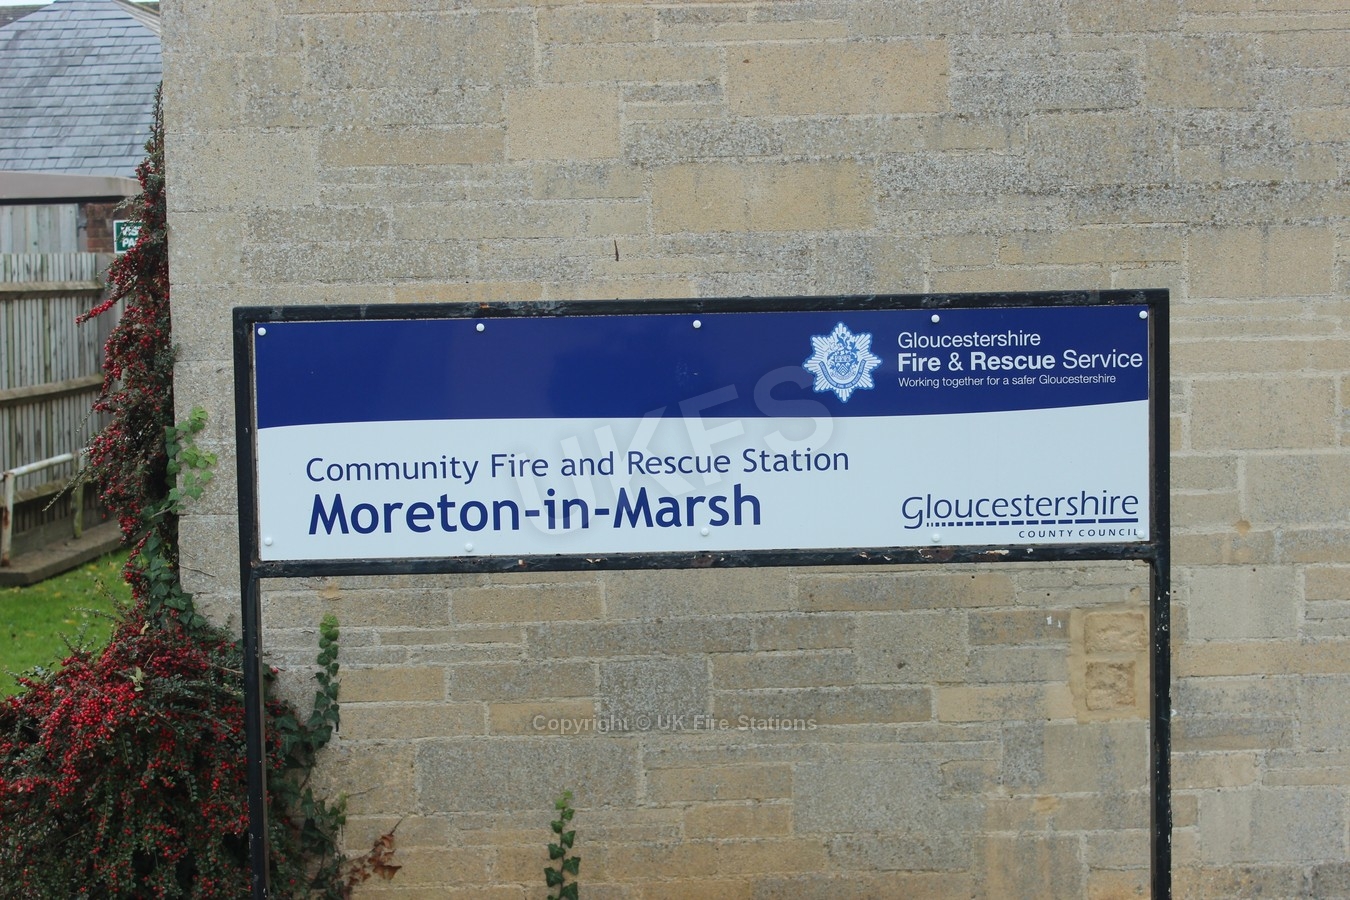 Gloucestershire
Fire & Rescue Service
Working together for a safer Gloucestershire
Community Fire and Rescue Station
Moreton-in-Marsh
Gloucestershire
COUNTY COUNCIL
UKFS
Copyright © UK Fire Stations